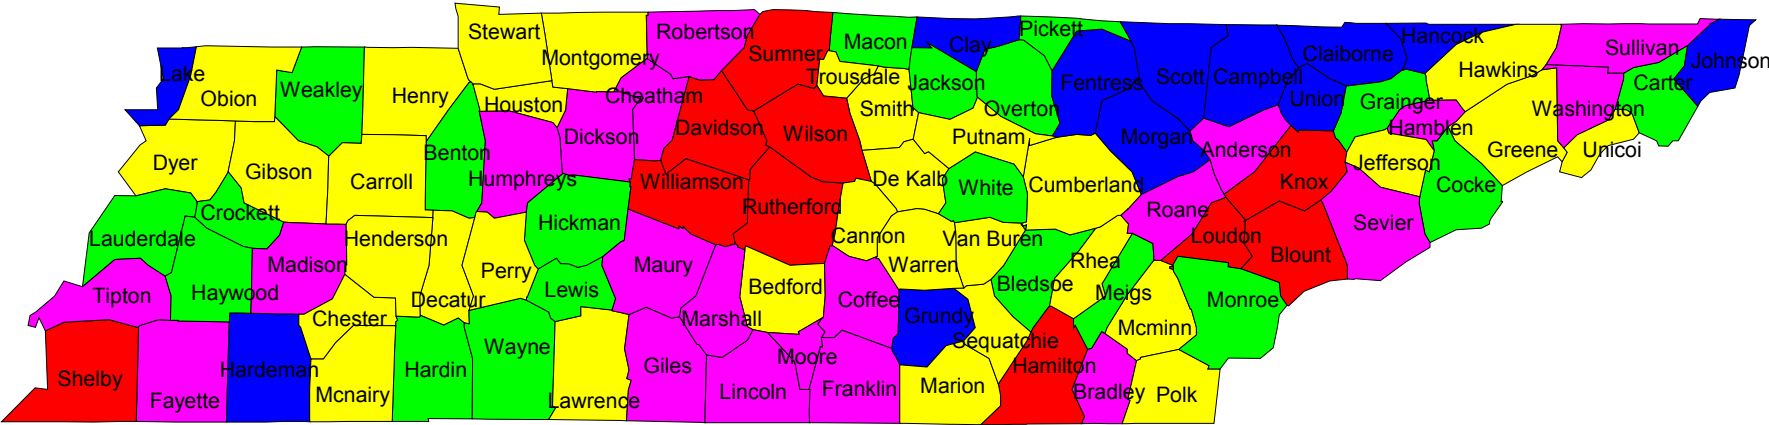 Stewart
Montgomery
Robertson
Sumner
Macon
Clay
Pickett
Fentress
Scott
Campbell
Claiborne
Hancock
Hawkins
Sullivan
Johnson
Lake
Obion
Weakley
Henry
Houston
Cheatham
Trousdale
Jackson
Overton
Union
Grainger
Hamblen
Washington
Carter
Dickson
Davidson
Wilson
Smith
Putnam
Morgan
Anderson
Jefferson
Greene
Unicoi
Dyer
Gibson
Carroll
Benton
Humphreys
Williamson
Rutherford
De Kalb
White
Cumberland
Knox
Cocke
Lauderdale
Crockett
Henderson
Hickman
Cannon
Van Buren
Roane
Loudon
Blount
Sevier
Tipton
Haywood
Madison
Decatur
Perry
Lewis
Maury
Bedford
Coffee
Warren
Bledsoe
Rhea
Meigs
Monroe
Chester
Marshall
Grundy
Sequatchie
Mcminn
Shelby
Fayette
Hardeman
Mcnairy
Hardin
Wayne
Lawrence
Giles
Lincoln
Moore
Franklin
Marion
Hamilton
Bradley
Polk